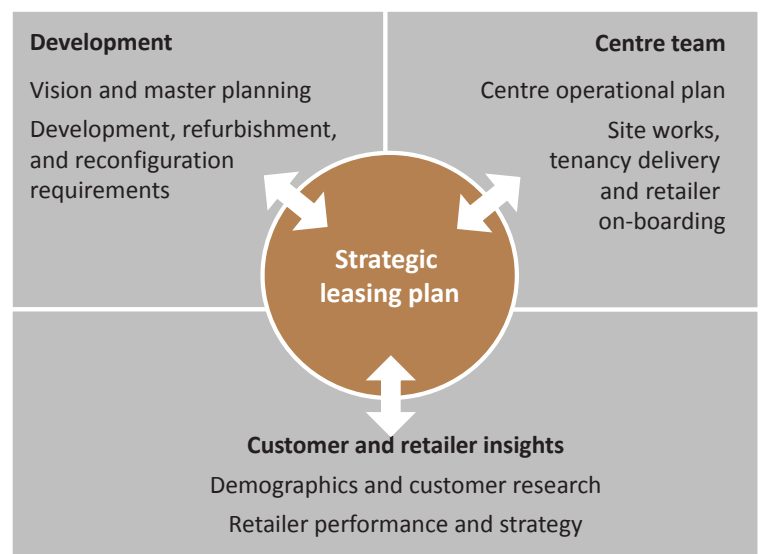 Development
Vision and master planning
Development, refurbishment,
and reconfiguration
requirements
Centre team
Centre operational plan
Site works,
tenancy delivery
and retailer
on-boarding
Strategic
leasing plan
Customer and retailer insights
Demographics and customer research
Retailer performance and strategy